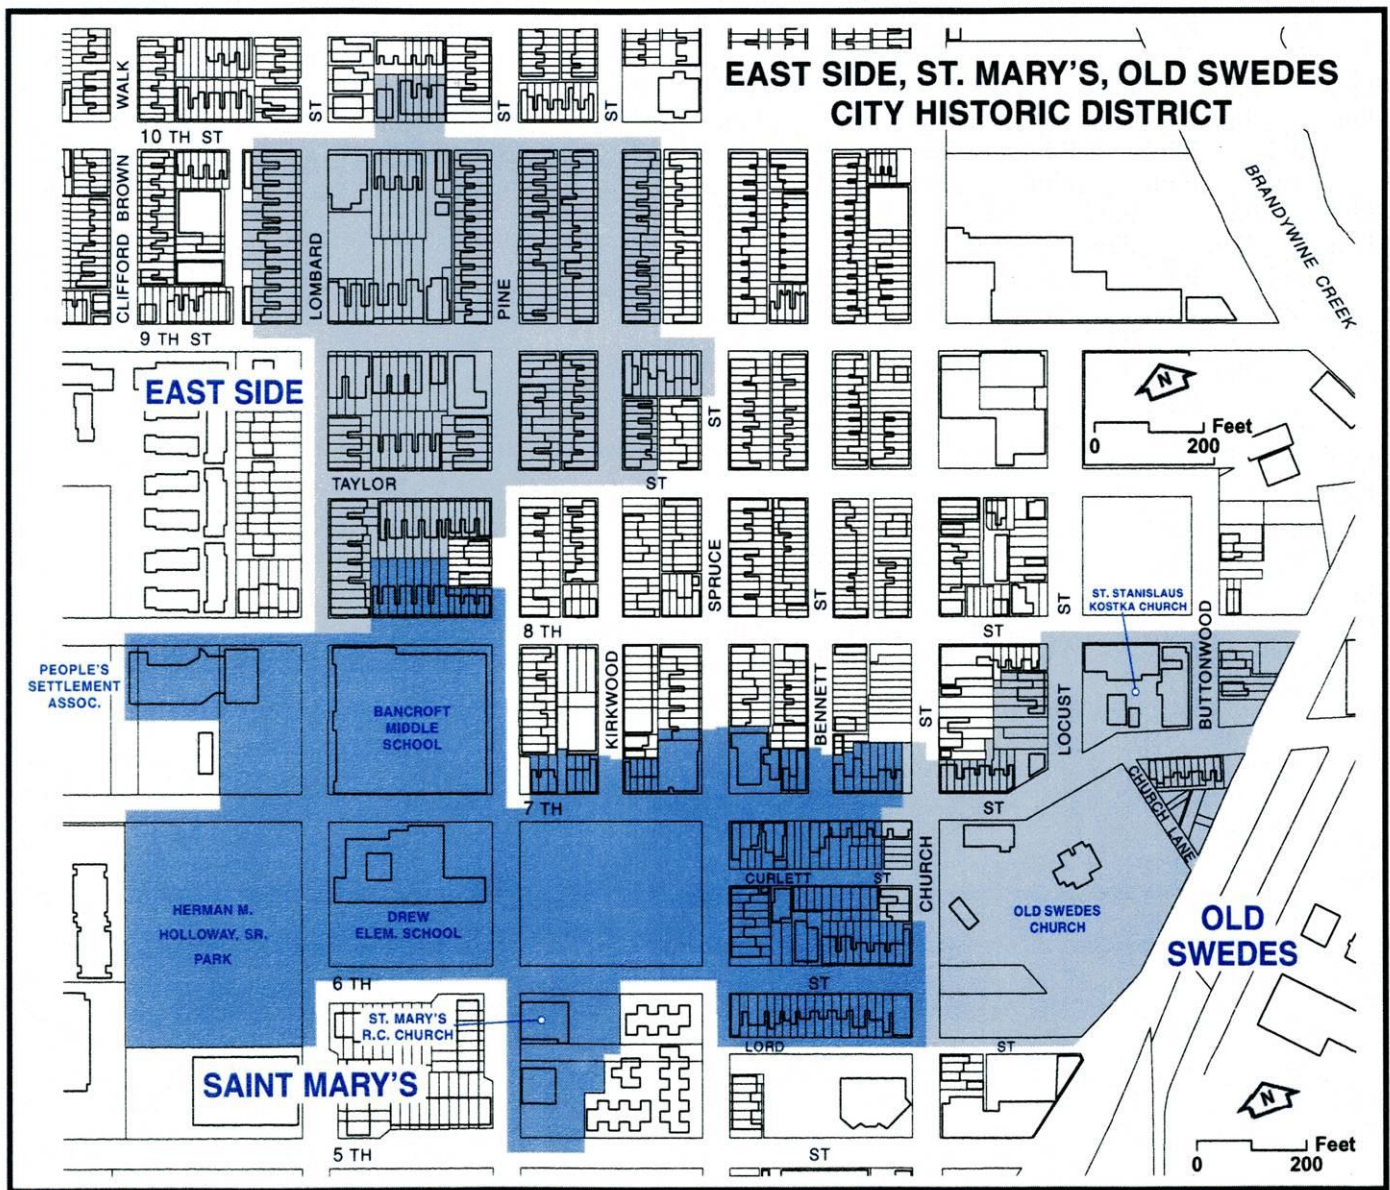 EAST SIDE, ST. MARY'S, OLD SWEDES
CITY HISTORIC DISTRICT
WALK
ST
ST
ST
10 TH ST
CLIFFORD BROWN
LOMBARD
PINE
BRANDYWINE CREEK
9 TH ST
EAST SIDE
ST
N
Feet
0 200
TAYLOR
ST
SPRUCE
ST
ST
ST. STANISLAUS
KOSTKA CHURCH
BUTTONWOOD
8 TH
ST
PEOPLE'S
SETTLEMENT
ASSOC.
BANCROFT
MIDDLE
SCHOOL
KIRKWOOD
BENNETT
ST
LOCUST
7 TH
ST
CHURCH LANE
CURLETT
ST
CHURCH
HERMAN M.
HOLLOWAY, SR.
PARK
DREW
ELEM. SCHOOL
OLD SWEDES
CHURCH
OLD
SWEDES
6 TH
ST
ST. MARY'S
R.C. CHURCH
LORD
ST
SAINT MARY'S
N
Feet
0 200
5 TH
ST